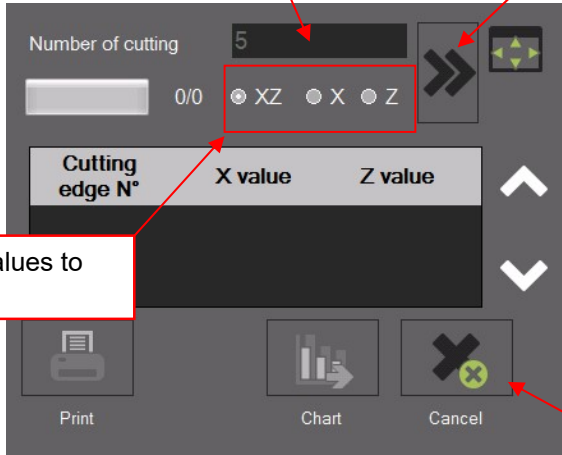 Number of cutting
5
0/0 XZ X Z
Cutting
edge N°
X value Z value
alues to
Print Chart Cancel